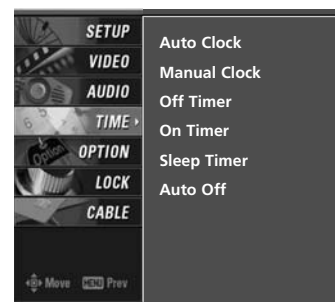 SETUP
VIDEO
AUDIO
TIME
OPTION
LOCK
CABLE
Move MENU Prev
Auto Clock
Manual Clock
Off Timer
On Timer
Sleep Timer
Auto Off